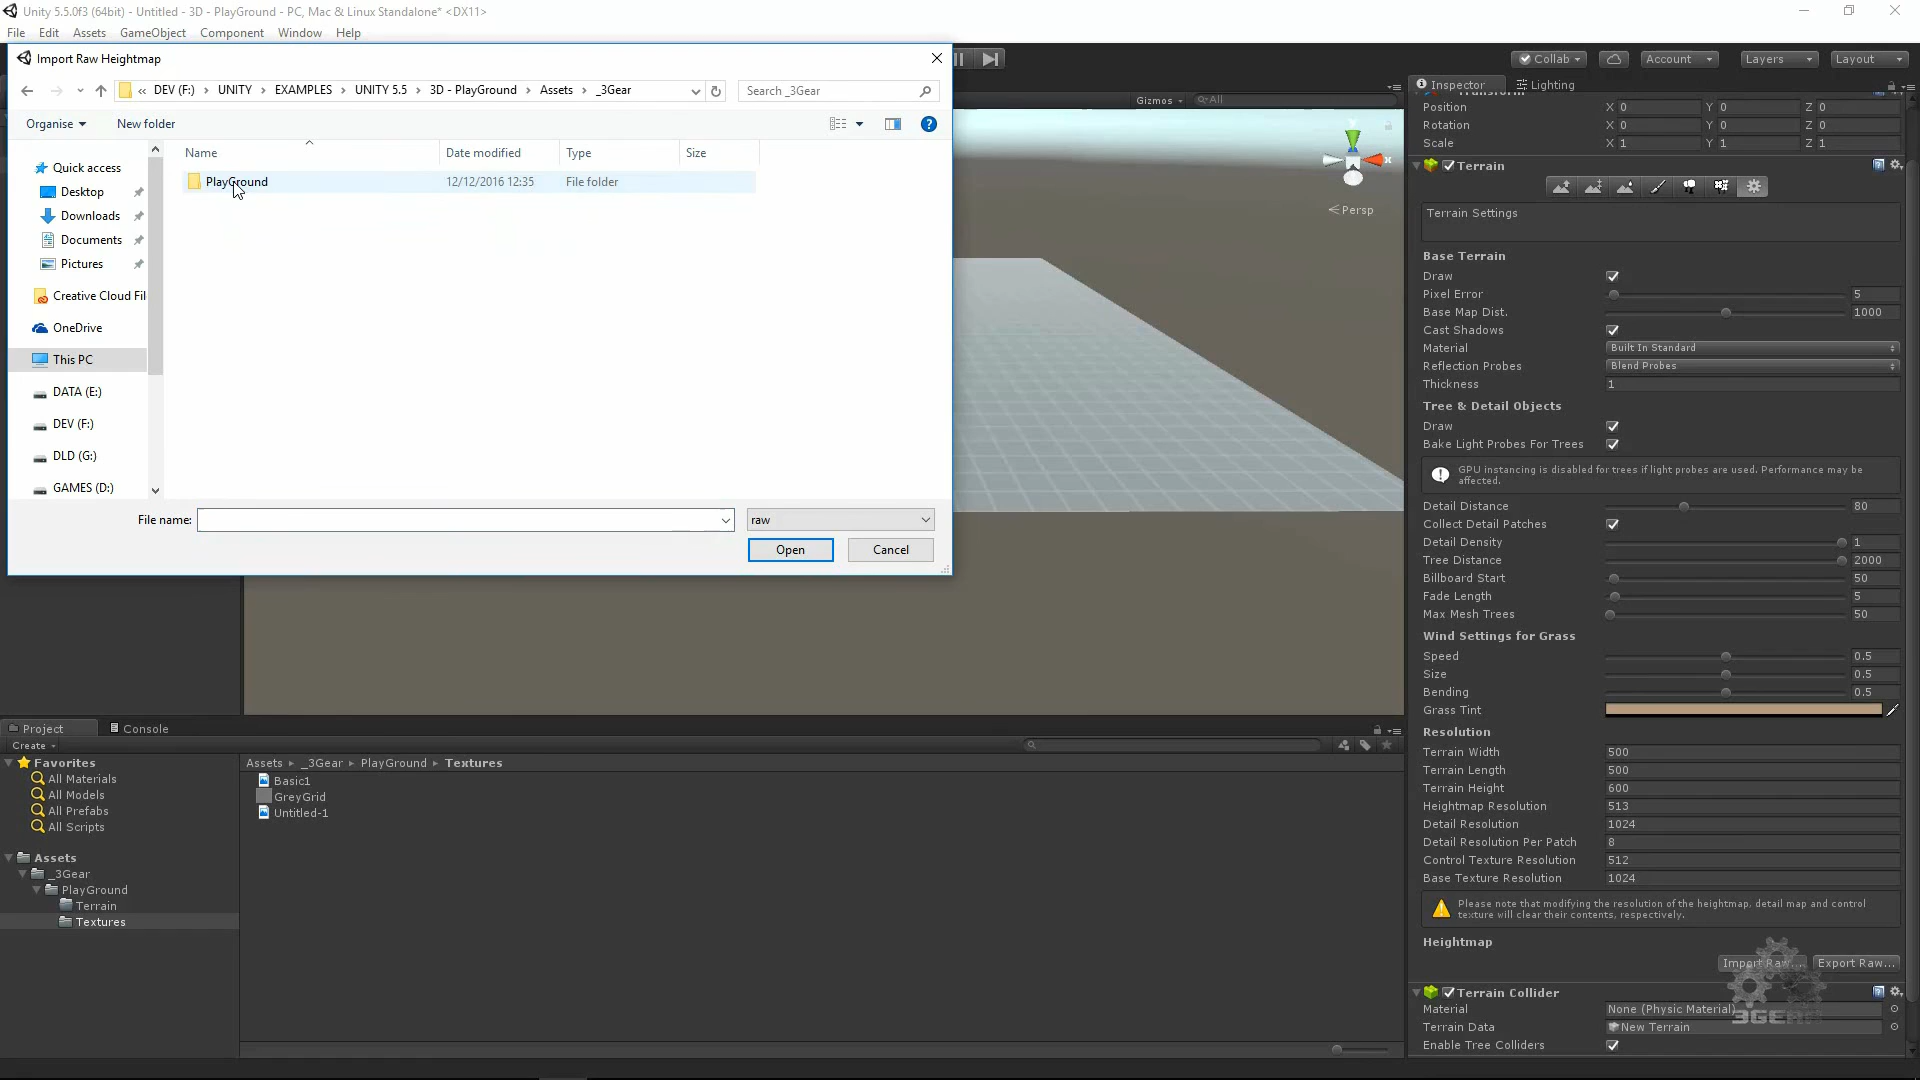 Unity 5.5.0f3 (64bit) - Untitled - 3D - PlayGround - PC, Mac & Linux Standalone* <DX11>
File Edit Assets GameObject Component Window Help
Import Raw Heightmap
Collab Account Layers Layout
« DEV (F:) UNITY EXAMPLES UNITY 5.5 3D - PlayGround Assets _3Gear
Search _3Gear
Organise New folder
Name Date modified Type Size
PlayGround 12/12/2016 12:35 File folder
Quick access
Desktop
Downloads
Documents
Pictures
Creative Cloud Fil
OneDrive
This PC
DATA (E:)
DEV (F:)
DLD (G:)
GAMES (D:)
File name: raw
Open Cancel
Gizmos All
y
x
Persp
Inspector Lighting
Transform
Position X 0 Y 0 Z 0
Rotation X 0 Y 0 Z 0
Scale X 1 Y 1 Z 1
Terrain
Terrain Settings
Base Terrain
Draw
Pixel Error 5
Base Map Dist. 1000
Cast Shadows
Material Built In Standard
Reflection Probes Blend Probes
Thickness 1
Tree & Detail Objects
Draw
Bake Light Probes For Trees
GPU instancing is disabled for trees if light probes are used. Performance may be
affected.
Detail Distance 80
Collect Detail Patches
Detail Density 1
Tree Distance 2000
Billboard Start 50
Fade Length 5
Max Mesh Trees 50
Wind Settings for Grass
Speed 0.5
Size 0.5
Bending 0.5
Grass Tint
Resolution
Terrain Width 500
Terrain Length 500
Terrain Height 600
Heightmap Resolution 513
Detail Resolution 1024
Detail Resolution Per Patch 8
Control Texture Resolution 512
Base Texture Resolution 1024
Please note that modifying the resolution of the heightmap, detail map and control
texture will clear their contents, respectively.
Heightmap
Import Raw... Export Raw...
Terrain Collider
Material None (Physic Material)
Terrain Data New Terrain
Enable Tree Colliders
3GEAR
Project Console
Create
Favorites
All Materials
All Models
All Prefabs
All Scripts
Assets
_3Gear
PlayGround
Terrain
Textures
Assets _3Gear PlayGround Textures
Basic1
GreyGrid
Untitled-1